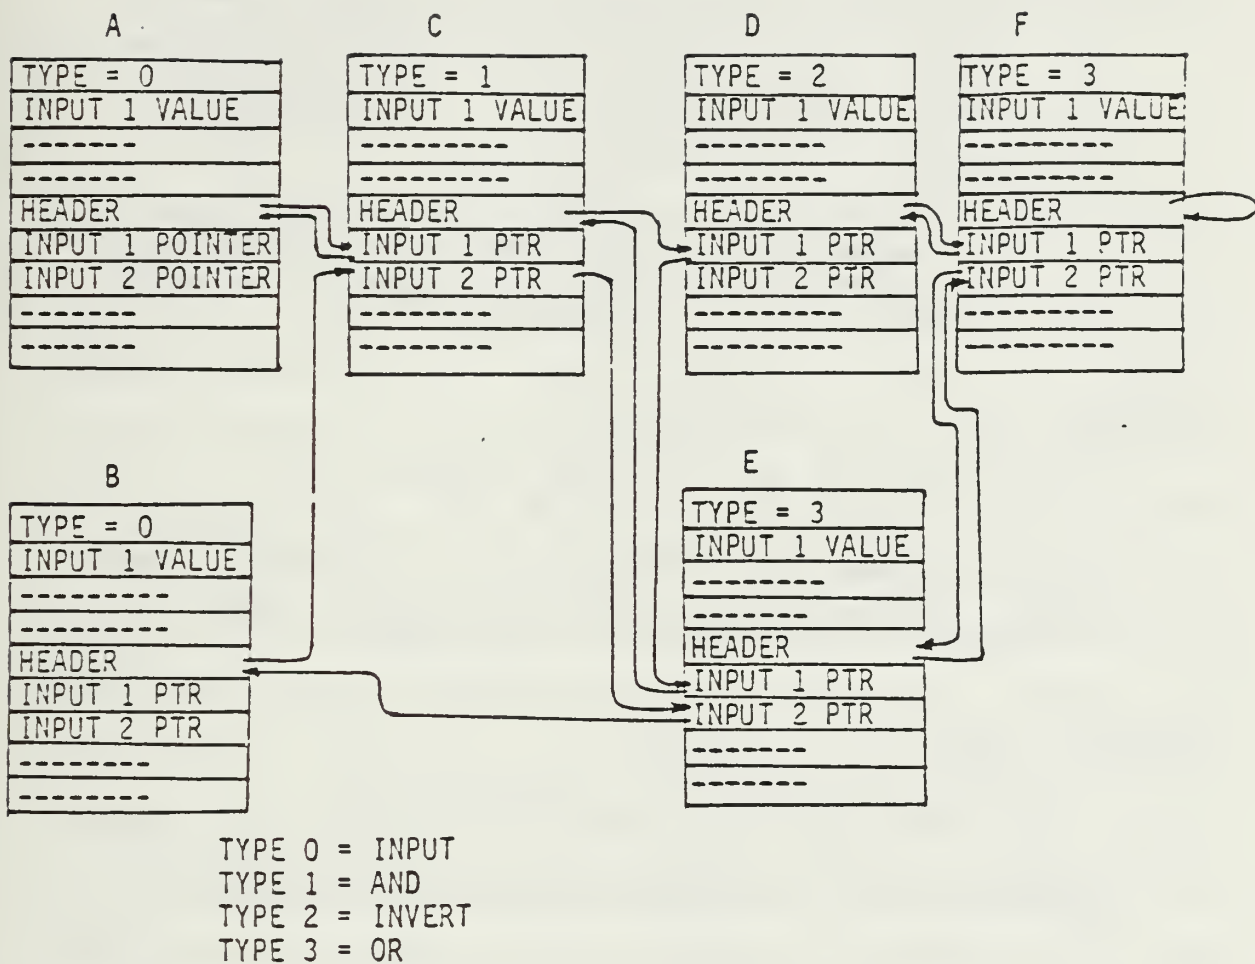 A
TYPE = 0
INPUT 1 VALUE
-------
-------
HEADER
INPUT 1 POINTER
INPUT 2 POINTER
-------
-------
C
TYPE = 1
INPUT 1 VALUE
---------
---------
HEADER
INPUT 1 PTR
INPUT 2 PTR
--------
--------
D
TYPE = 2
INPUT 1 VALUE
--------
--------
HEADER
INPUT 1 PTR
INPUT 2 PTR
---------
---------
F
TYPE = 3
INPUT 1 VALUE
---------
---------
HEADER
INPUT 1 PTR
INPUT 2 PTR
---------
---------
B
TYPE = 0
INPUT 1 VALUE
---------
---------
HEADER
INPUT 1 PTR
INPUT 2 PTR
--------
--------
E
TYPE = 3
INPUT 1 VALUE
--------
-------
HEADER
INPUT 1 PTR
INPUT 2 PTR
-------
-------
TYPE 0 = INPUT
TYPE 1 = AND
TYPE 2 = INVERT
TYPE 3 = OR